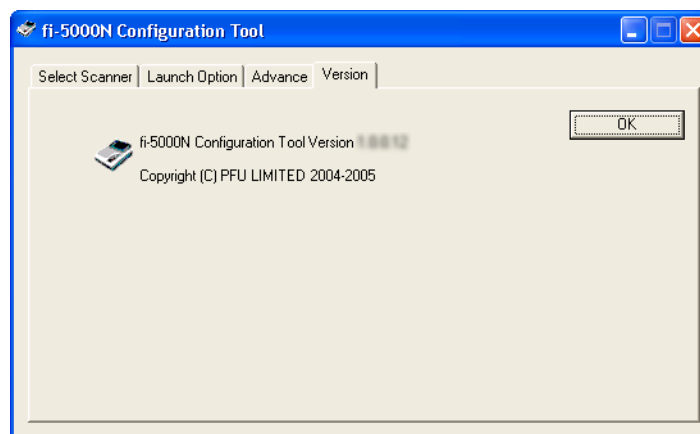 fi-5000N Configuration Tool
Select Scanner Launch Option Advance Version
OK
fi-5000N Configuration Tool Version
Copyright (C) PFU LIMITED 2004-2005